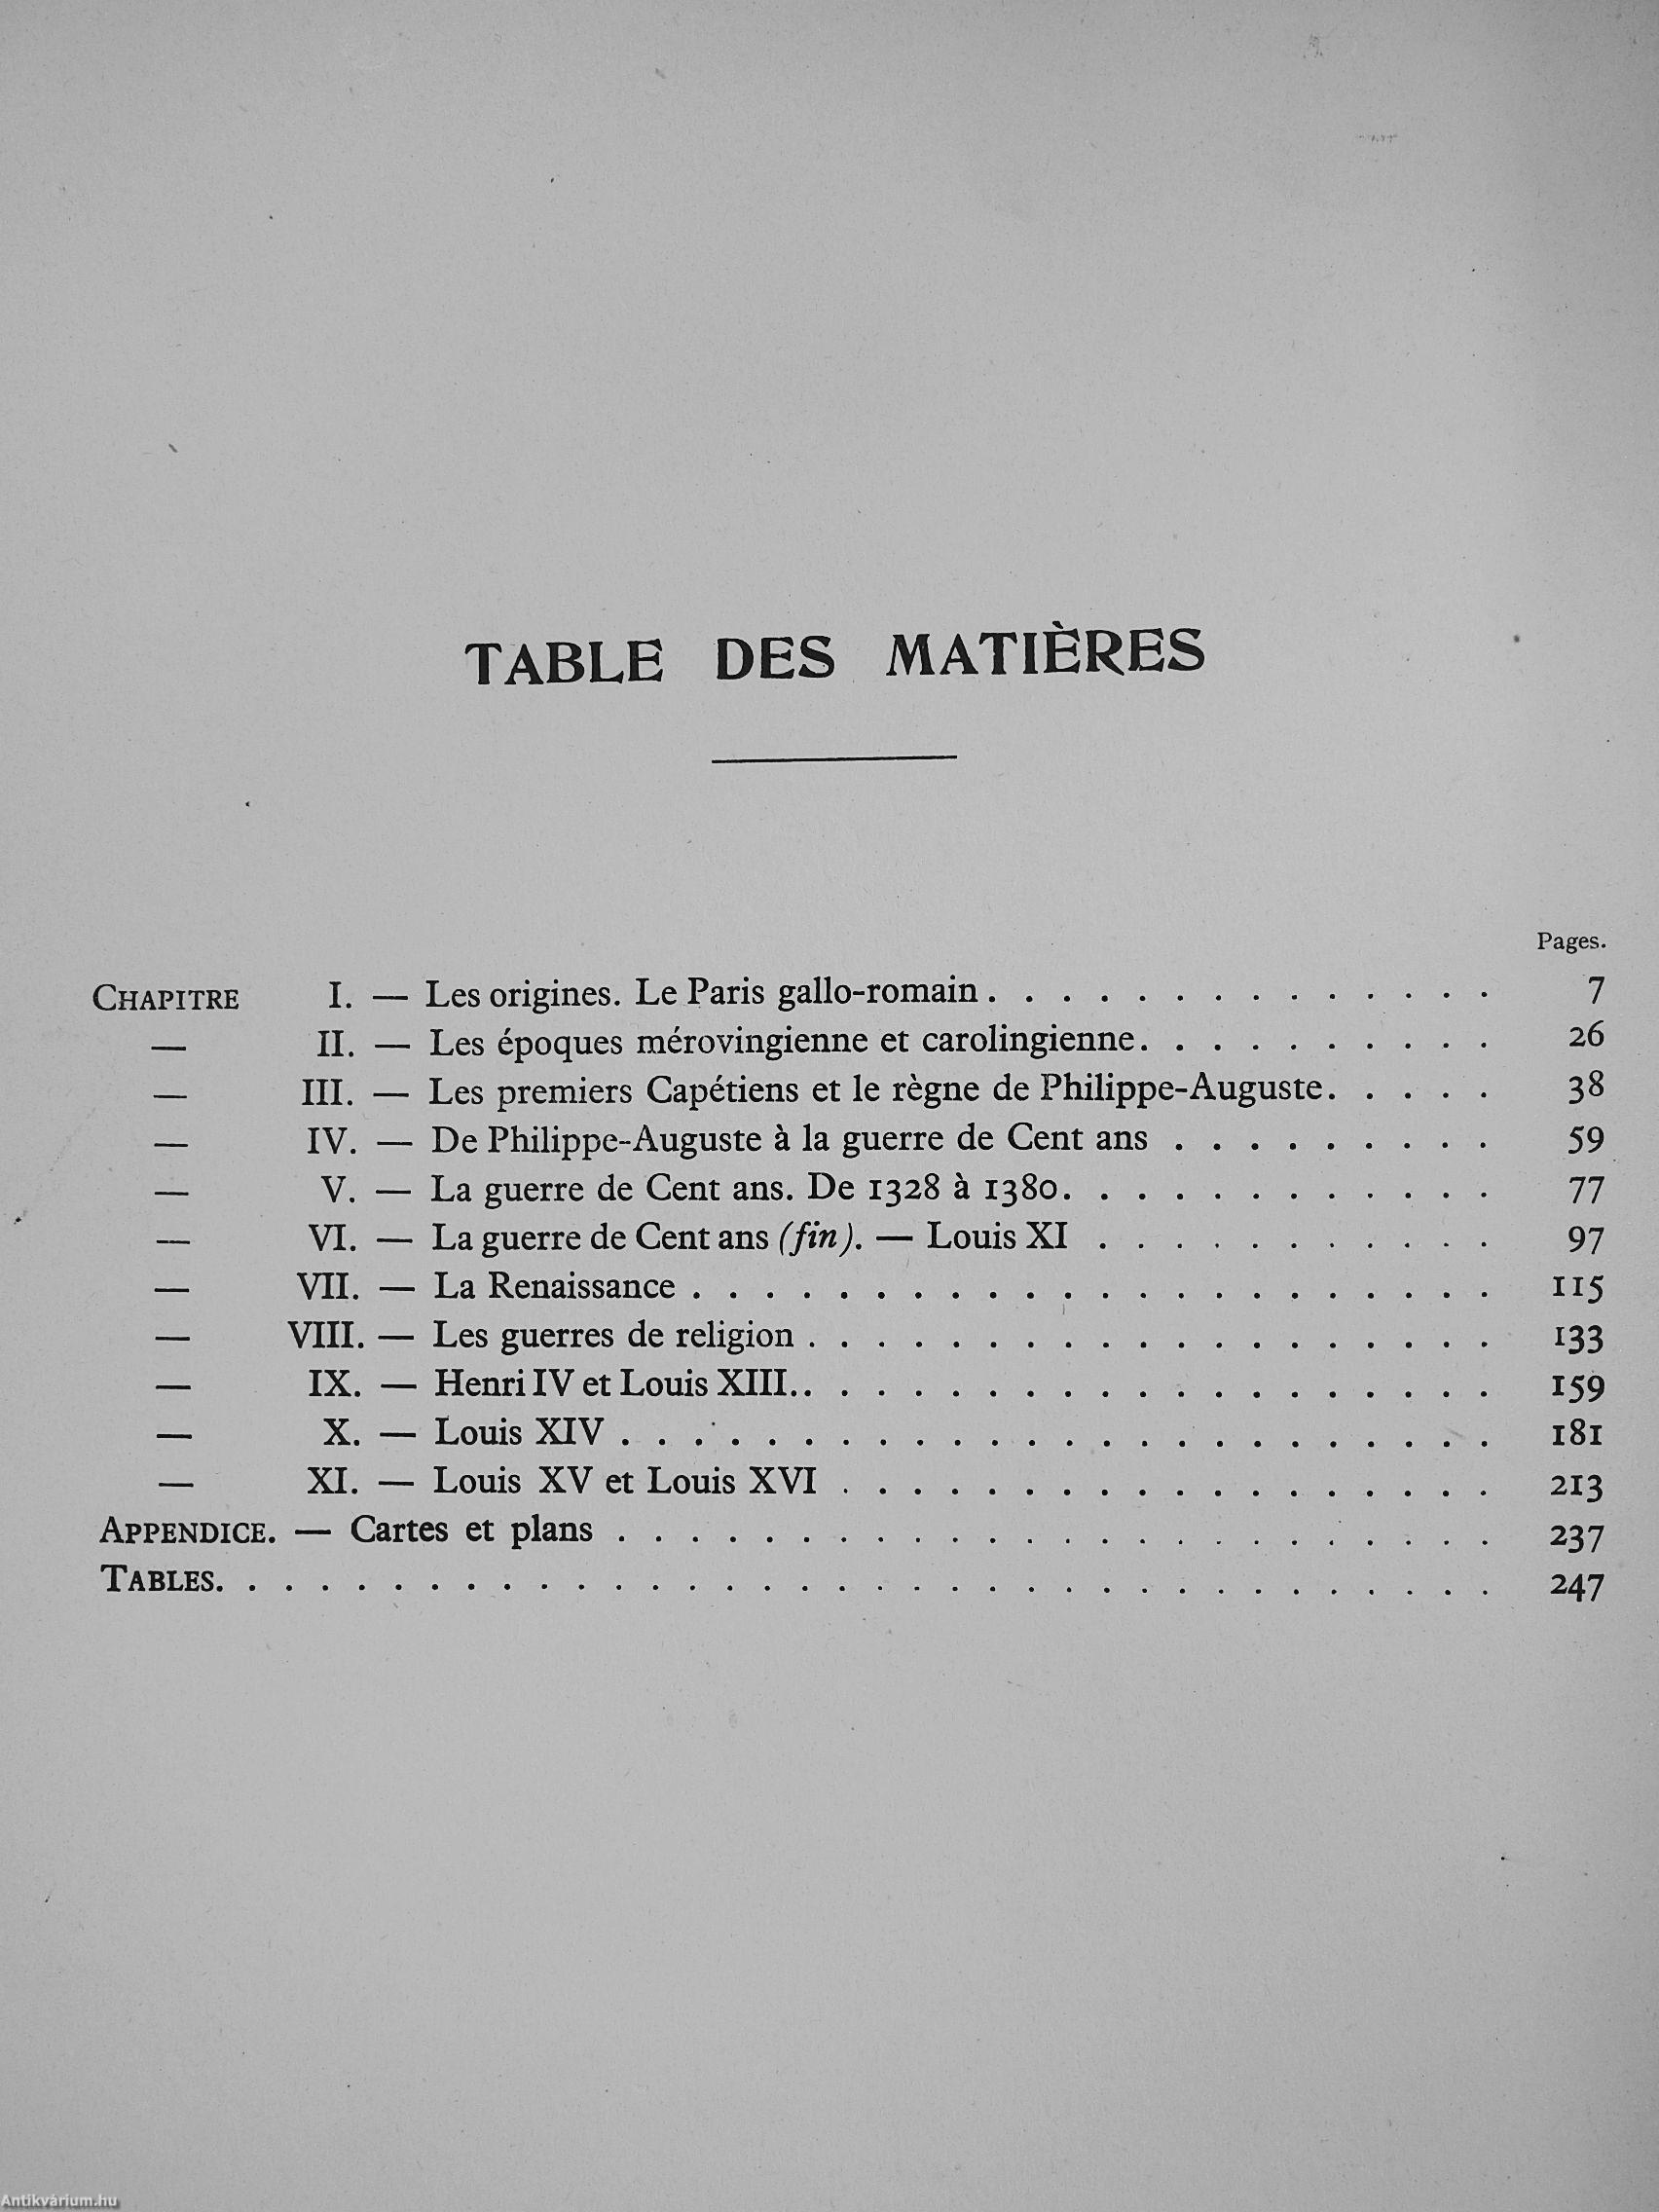 TABLE DES MATIÈRES
Pages.
CHAPITRE I. — Les origines. Le Paris gallo-romain. . . . . . . . . . . . . . . 7
— II. — Les époques mérovingienne et carolingienne. . . . . . . . . . . 26
— III. — Les premiers Capétiens et le règne de Philippe-Auguste. . . . . 38
— IV. — De Philippe-Auguste à la guerre de Cent ans . . . . . . . . . 59
— V. — La guerre de Cent ans. De 1328 à 1380. . . . . . . . . . . . 77
— VI. — La guerre de Cent ans (fin). — Louis XI . . . . . . . . . . . 97
— VII. — La Renaissance . . . . . . . . . . . . . . . . . . . . . . 115
— VIII. — Les guerres de religion . . . . . . . . . . . . . . . . . . . 133
— IX. — Henri IV et Louis XIII. . . . . . . . . . . . . . . . . . . . 159
— X. — Louis XIV . . . . . . . . . . . . . . . . . . . . . . . . 181
— XI. — Louis XV et Louis XVI . . . . . . . . . . . . . . . . . . 213
APPENDICE. — Cartes et plans . . . . . . . . . . . . . . . . . . . . . . . . 237
TABLES. . . . . . . . . . . . . . . . . . . . . . . . . . . . . . . . . . . 247
Antikvárium.hu